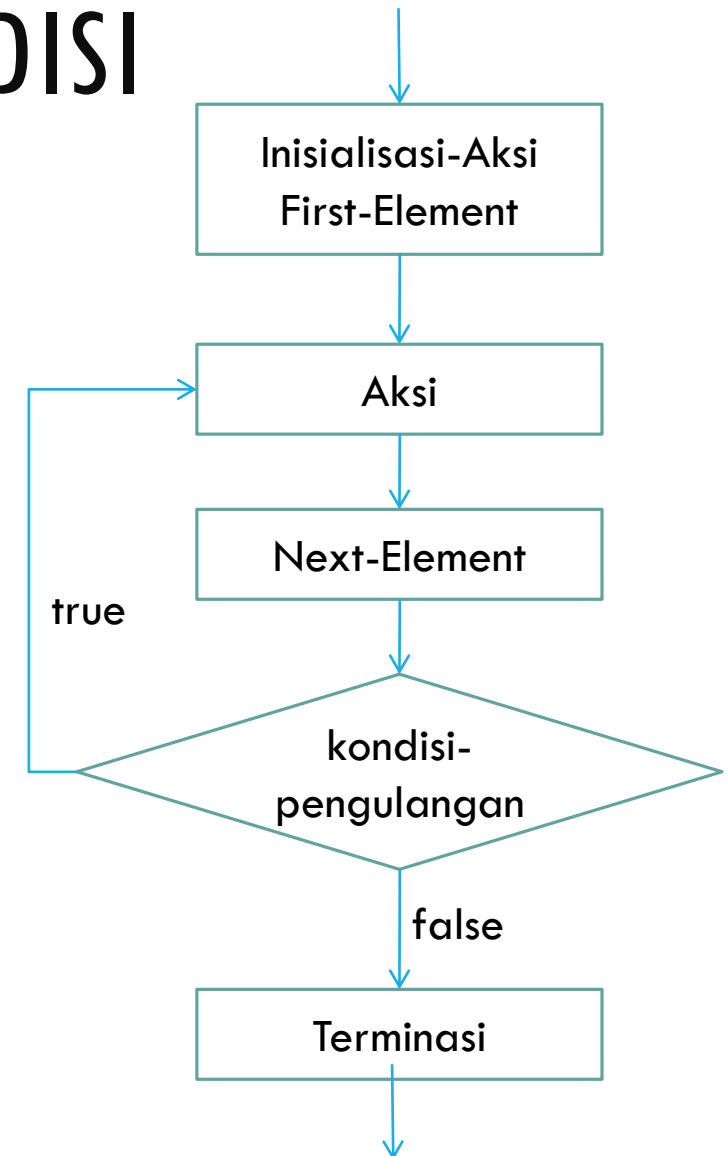 DISI
Inisialisasi-Aksi
First-Element
Aksi
Next-Element
true
kondisi-
pengulangan
false
Terminasi